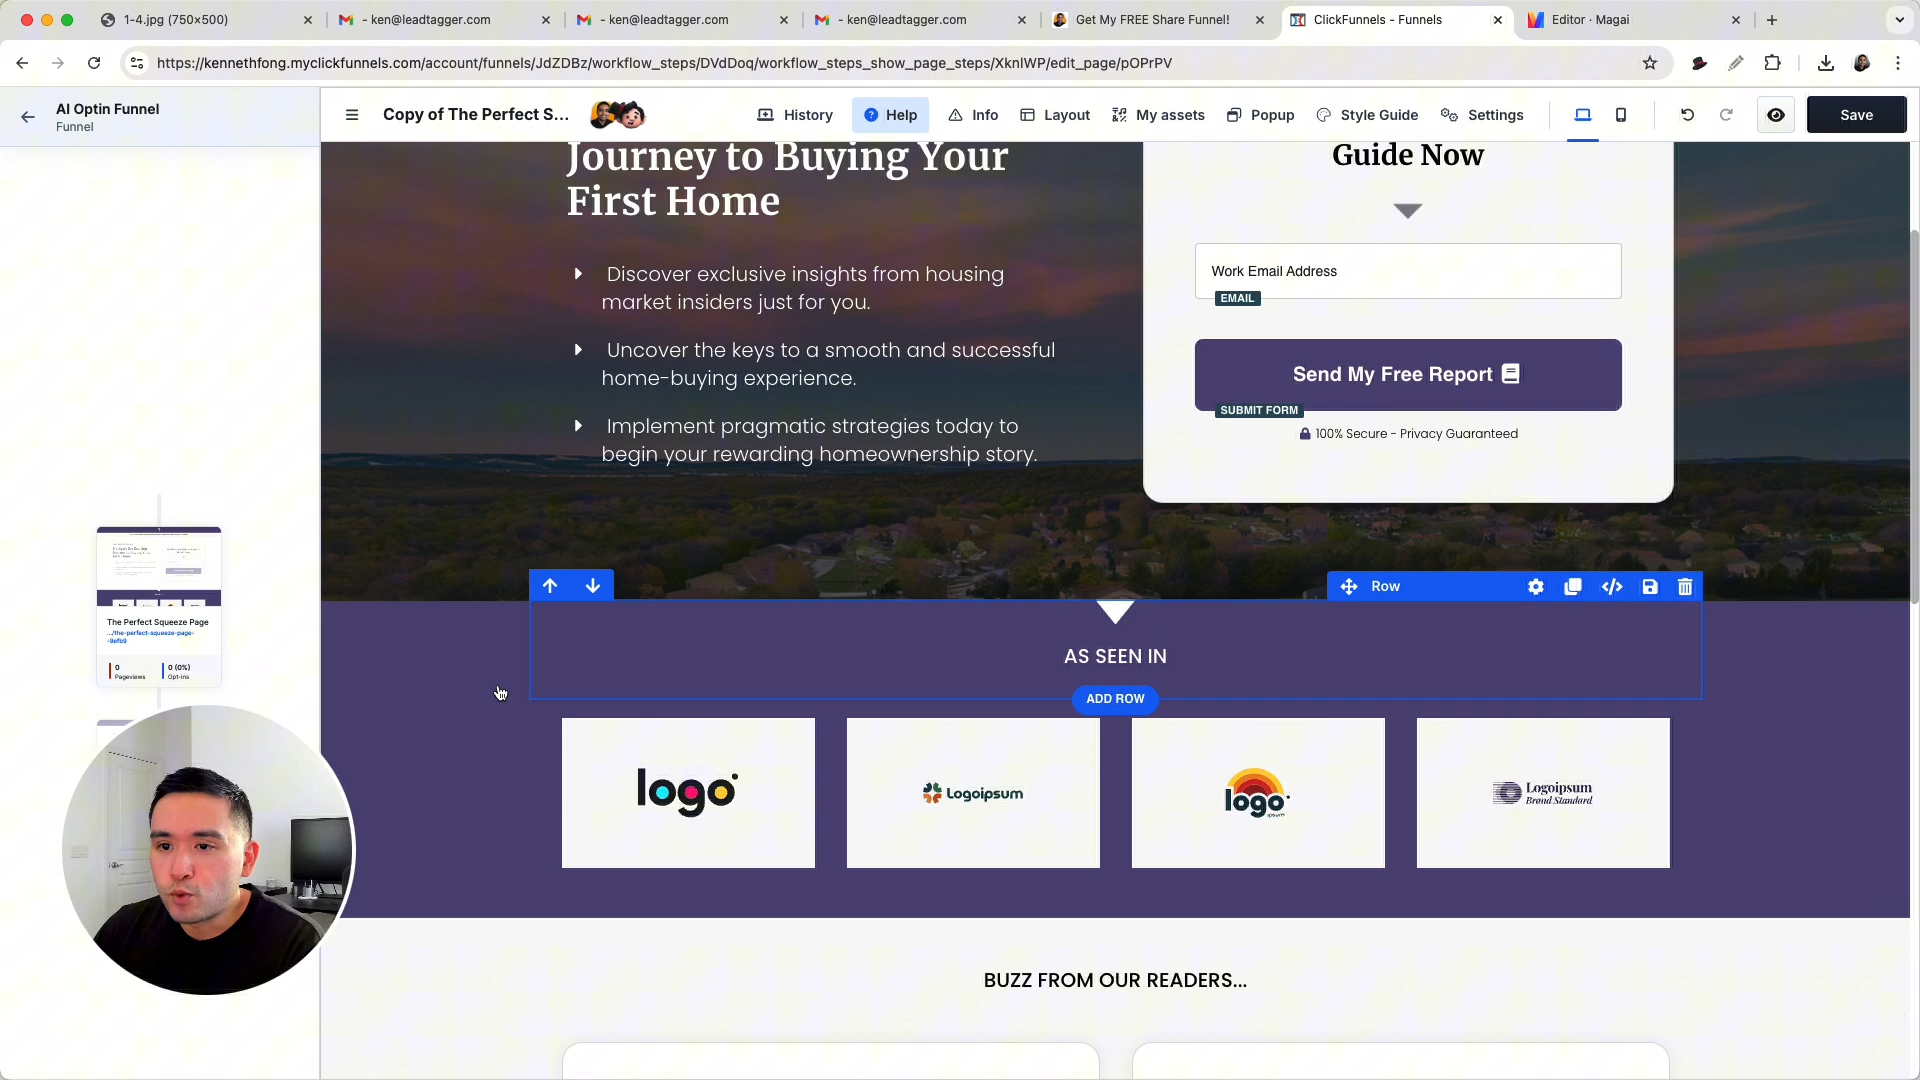 1-4.jpg (750×500)
- ken@leadtagger.com
- ken@leadtagger.com
- ken@leadtagger.com
Get My FREE Share Funnel!
ClickFunnels - Funnels
Editor · Magai
https://kennethfong.myclickfunnels.com/account/funnels/JdZDBz/workflow_steps/DVdDoq/workflow_steps_show_page_steps/XknlWP/edit_page/pOPrPV
AI Optin Funnel
Funnel
Copy of The Perfect S...
History
Help
Info
Layout
My assets
Popup
Style Guide
Settings
Save
Journey to Buying Your
First Home
Discover exclusive insights from housing
market insiders just for you.
Uncover the keys to a smooth and successful
home-buying experience.
Implement pragmatic strategies today to
begin your rewarding homeownership story.
Guide Now
Work Email Address
EMAIL
Send My Free Report
SUBMIT FORM
100% Secure - Privacy Guaranteed
Row
AS SEEN IN
ADD ROW
logo
Logoipsum
logo
ipsum
Logoipsum
Brand Standard
BUZZ FROM OUR READERS...
The Perfect Squeeze Page
.../the-perfect-squeeze-page-
-9efb9
0
Pageviews
0 (0%)
Opt-ins